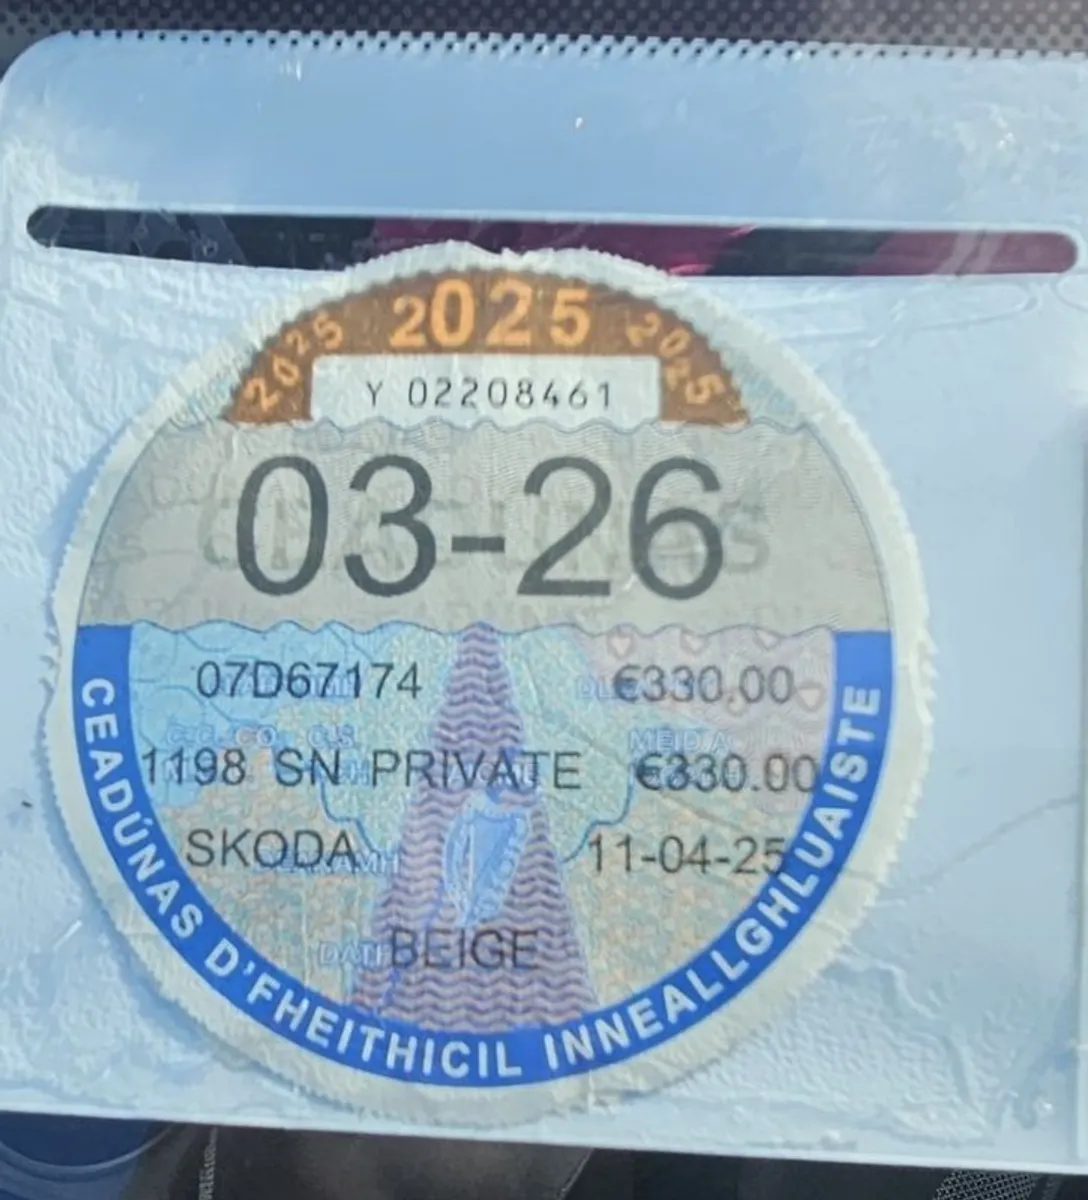 2025 2025 2025
Y 02208461
03-26
07D67174 €330.00
1198 SN PRIVATE €330.00
SKODA 11-04-25
BEIGE
CEADÚNAS D'FHEITHICIL INNEALLGHLUAISTE